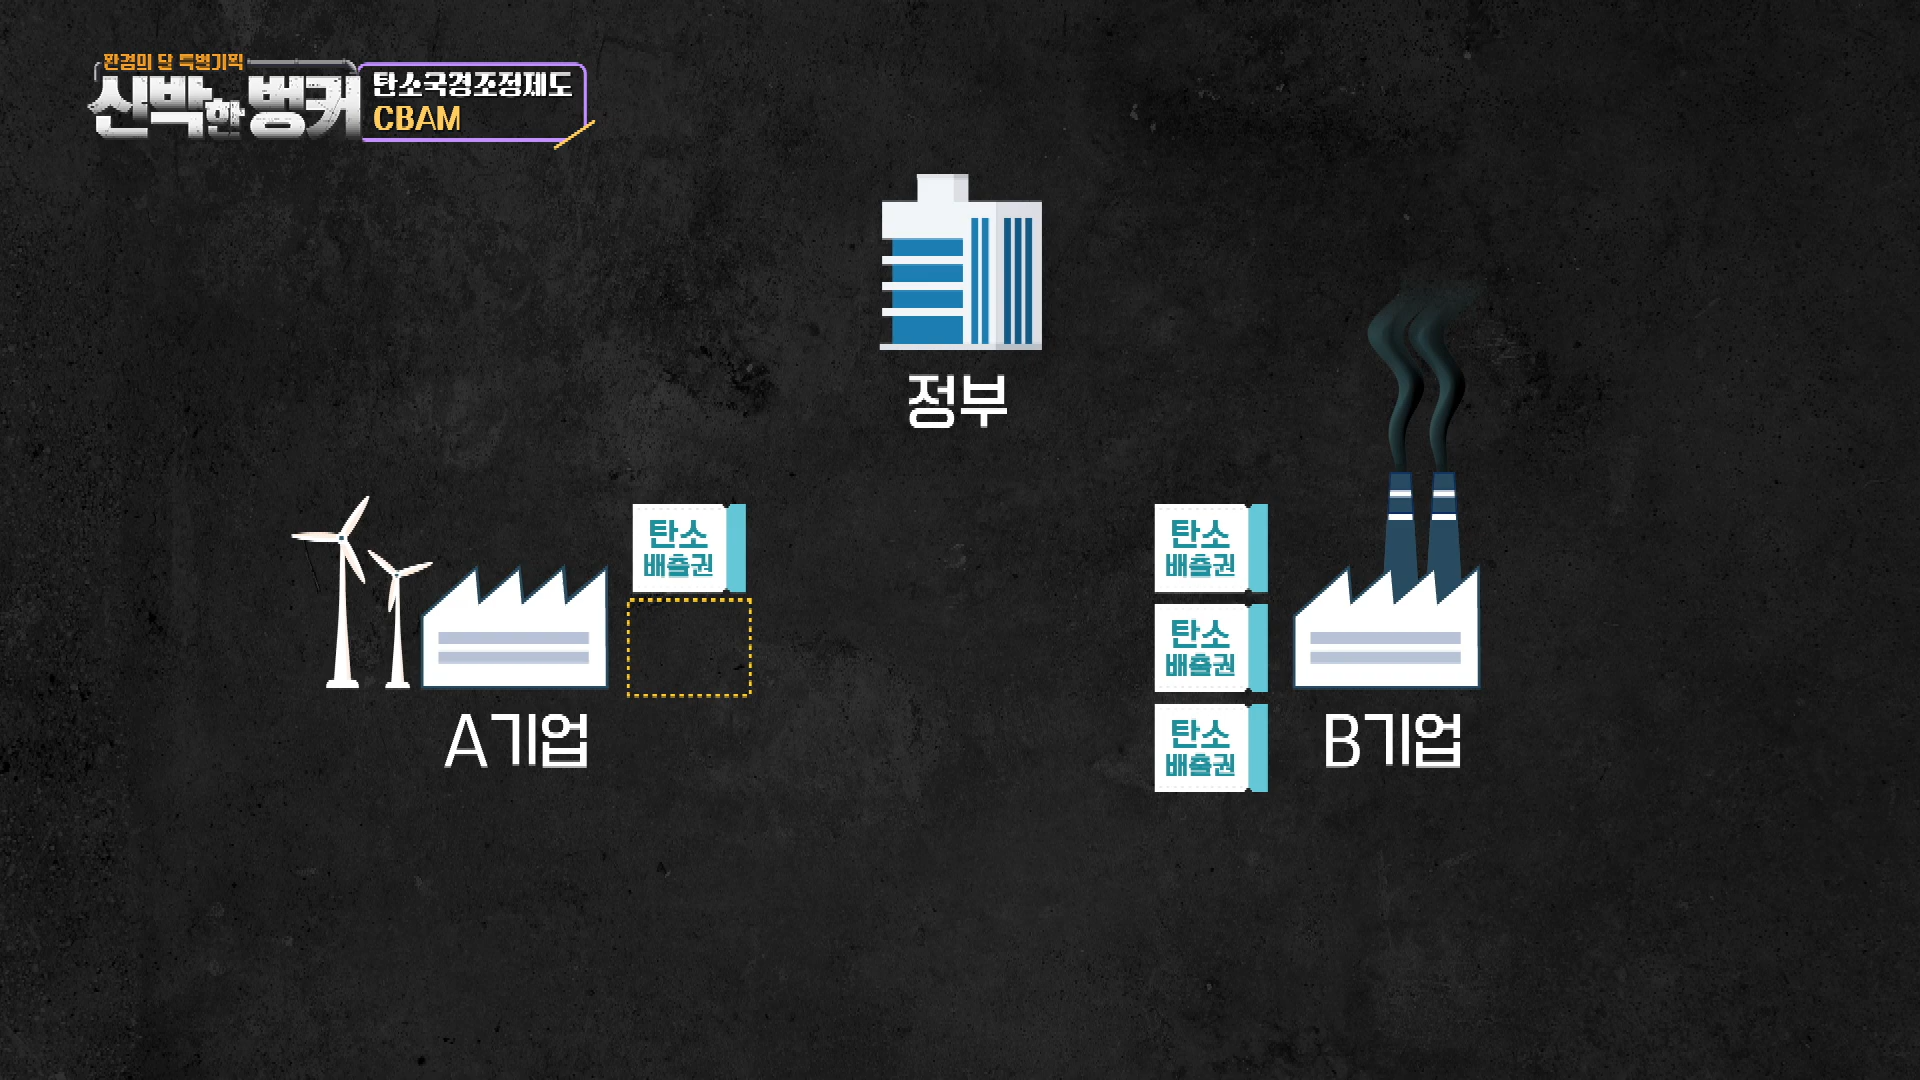 환경의 달 특별기획
신박한 벙커
탄소국경조정제도
CBAM
정부
탄소
배출권
탄소
배출권
탄소
배출권
탄소
배출권
A기업
B기업